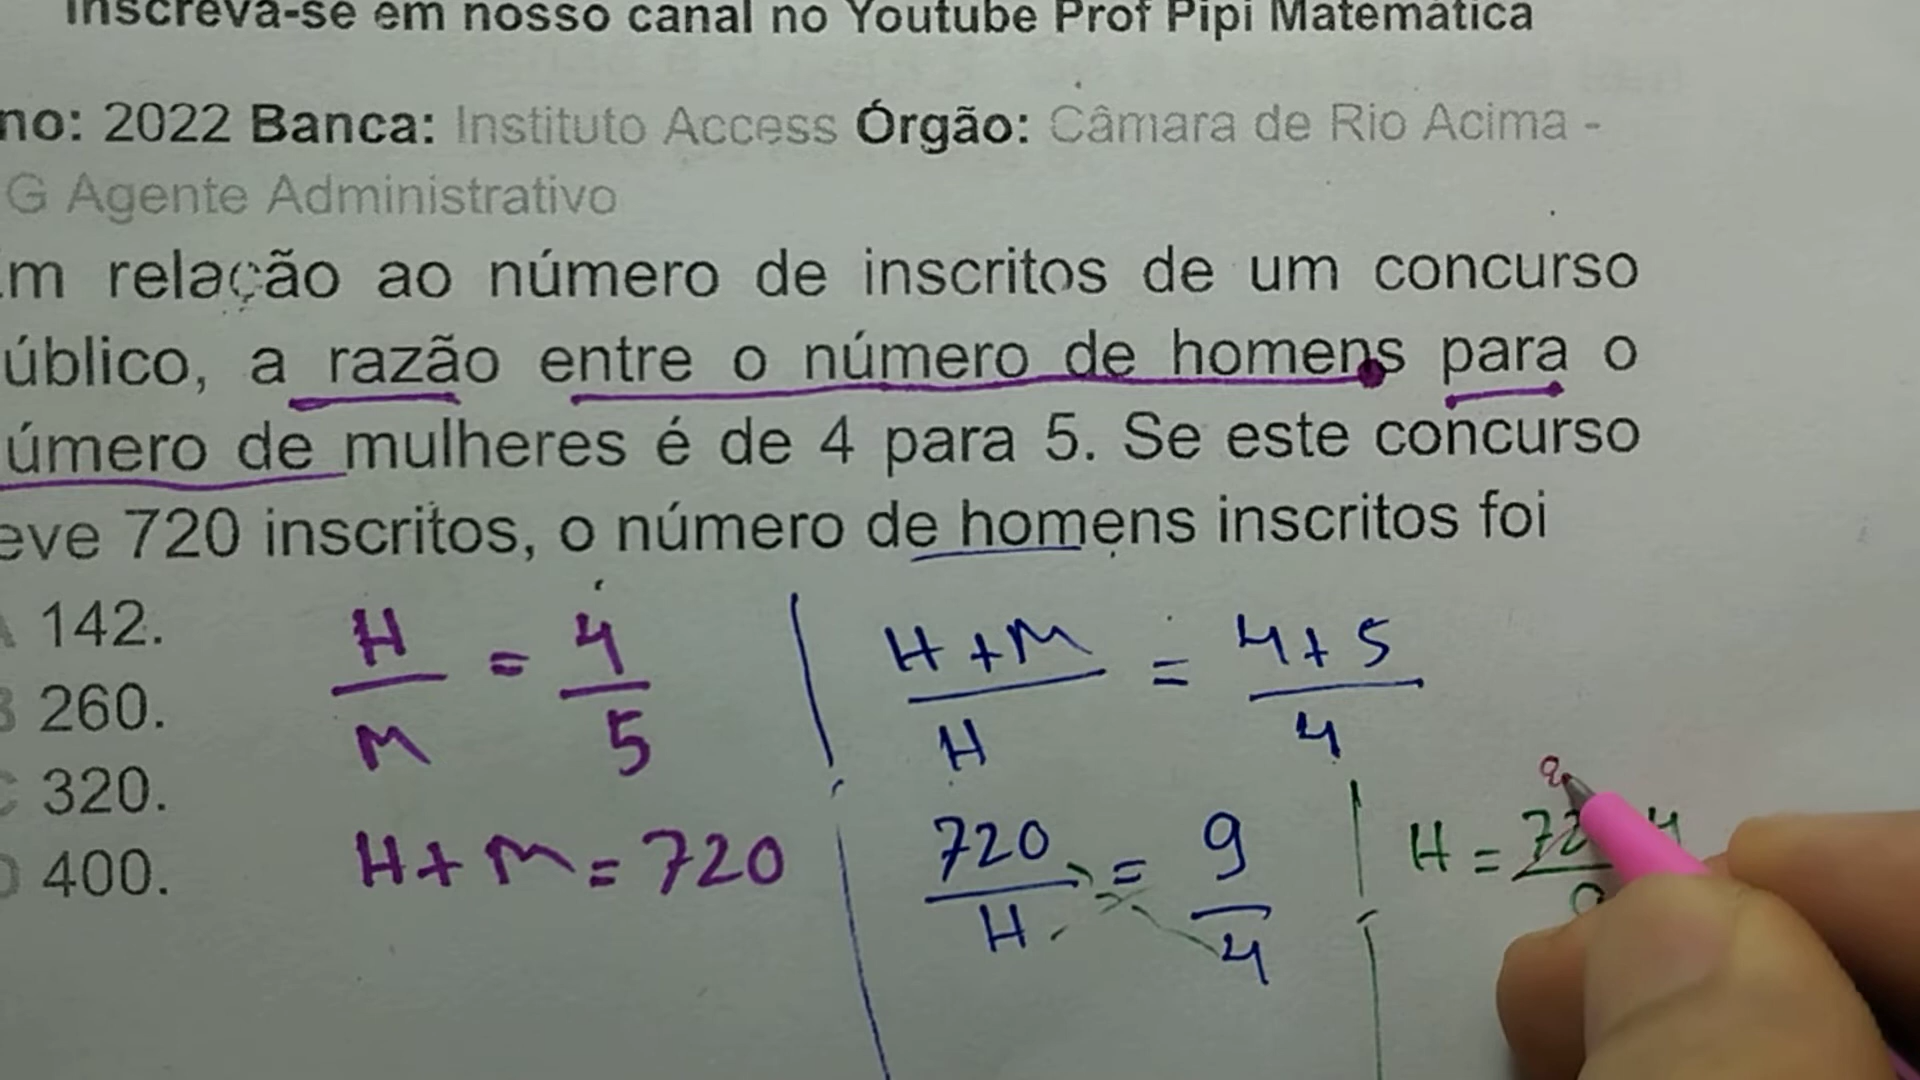 Inscreva-se em nosso canal no Youtube Prof Pipi Matemática
no: 2022 Banca: Instituto Access Órgão: Câmara de Rio Acima -
G Agente Administrativo
m relação ao número de inscritos de um concurso
úblico, a razão entre o número de homens para o
úmero de mulheres é de 4 para 5. Se este concurso
eve 720 inscritos, o número de homens inscritos foi
142.
260.
320.
400.
H/M = 4/5
H+M=720
H+M/H = 4+5/4
720/H = 9/4
H =